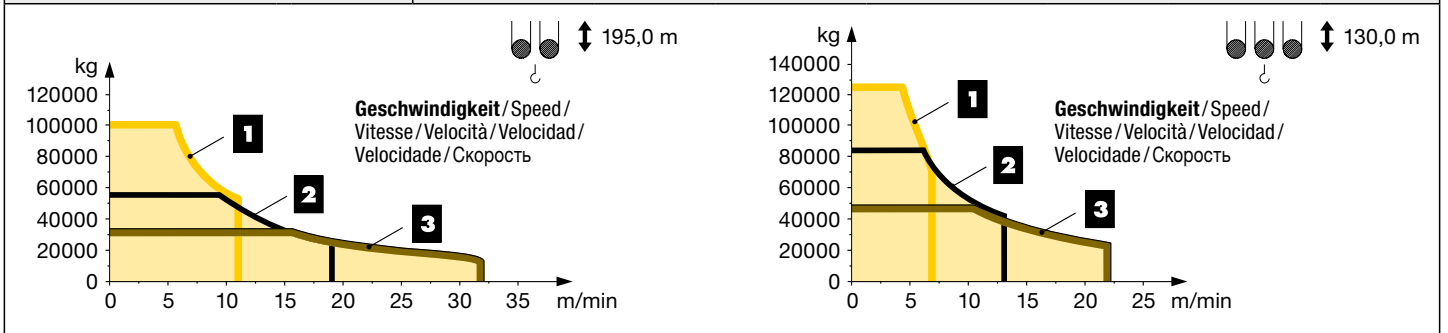 195,0 m
kg
120000
100000
80000
60000
40000
20000
0
0 5 10 15 20 25 30 35 m/min
Geschwindigkeit / Speed /
Vitesse / Velocità / Velocidad /
Velocidade / Скорость
1
2
3
130,0 m
kg
140000
120000
100000
80000
60000
40000
20000
0
0 5 10 15 20 25 m/min
Geschwindigkeit / Speed /
Vitesse / Velocità / Velocidad /
Velocidade / Скорость
1
2
3